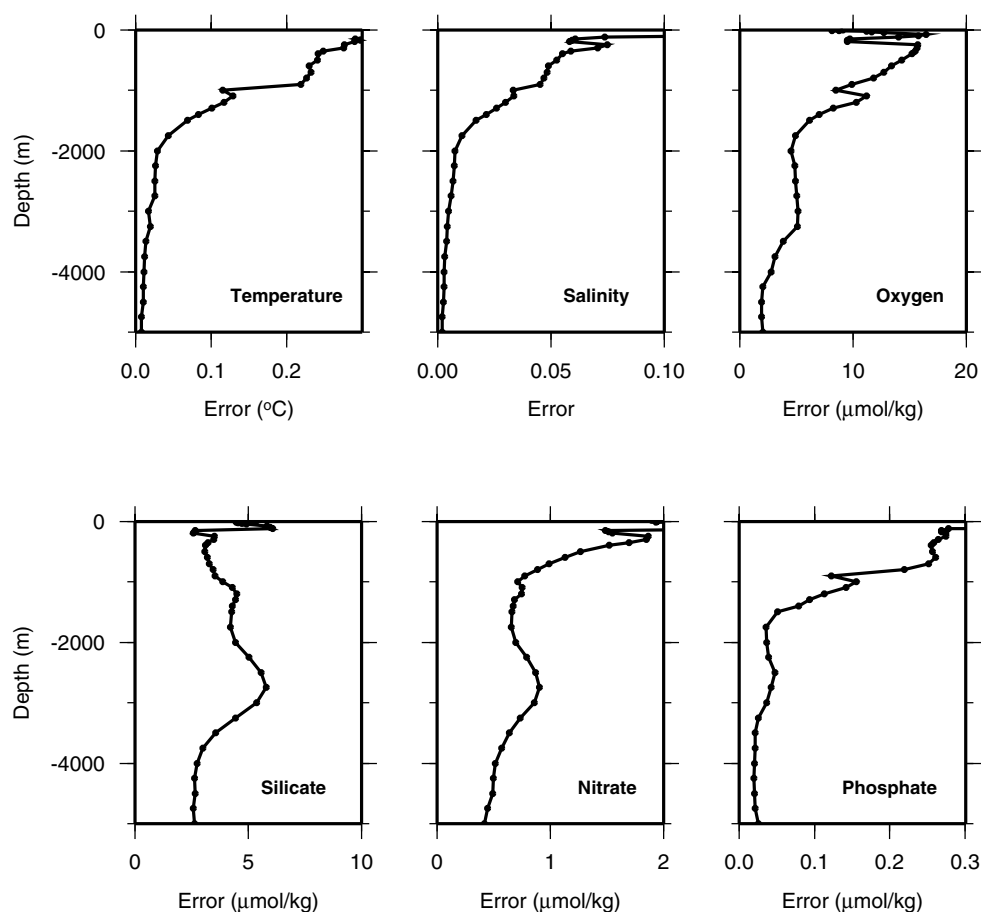 0
-2000
-4000
Depth (m)
Temperature
0.0 0.1 0.2
Error (°C)
Salinity
0.00 0.05 0.10
Error
Oxygen
0 10 20
Error (μmol/kg)
0
-2000
-4000
Depth (m)
Silicate
0 5 10
Error (μmol/kg)
Nitrate
0 1 2
Error (μmol/kg)
Phosphate
0.0 0.1 0.2 0.3
Error (μmol/kg)